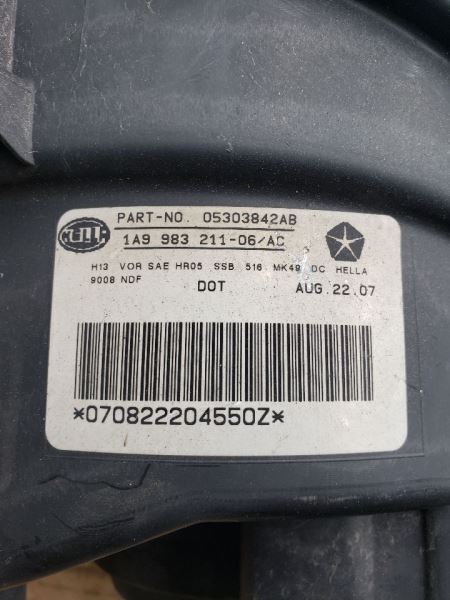 HELLA
PART-NO. 05303842AB
1A9 983 211-06/AC
H13 VOR SAE HR05 SSB 516 MK49 DC HELLA
9008 NDF
DOT
AUG.22.07
*070822204550Z*